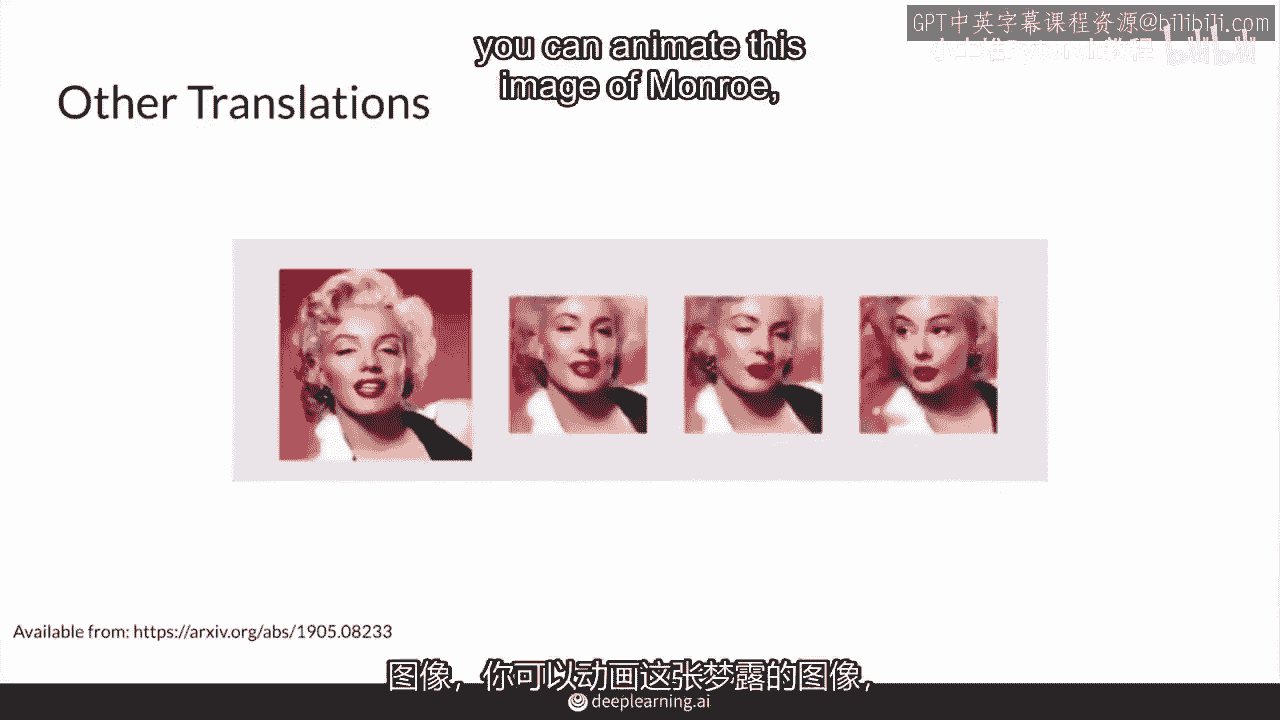 GPT中英字幕课程资源@bilibili.com
you can animate this
image of Monroe,
Other Translations
Available from: https://arxiv.org/abs/1905.08233
图像，你可以动画这张梦露的图像，
deeplearning.ai